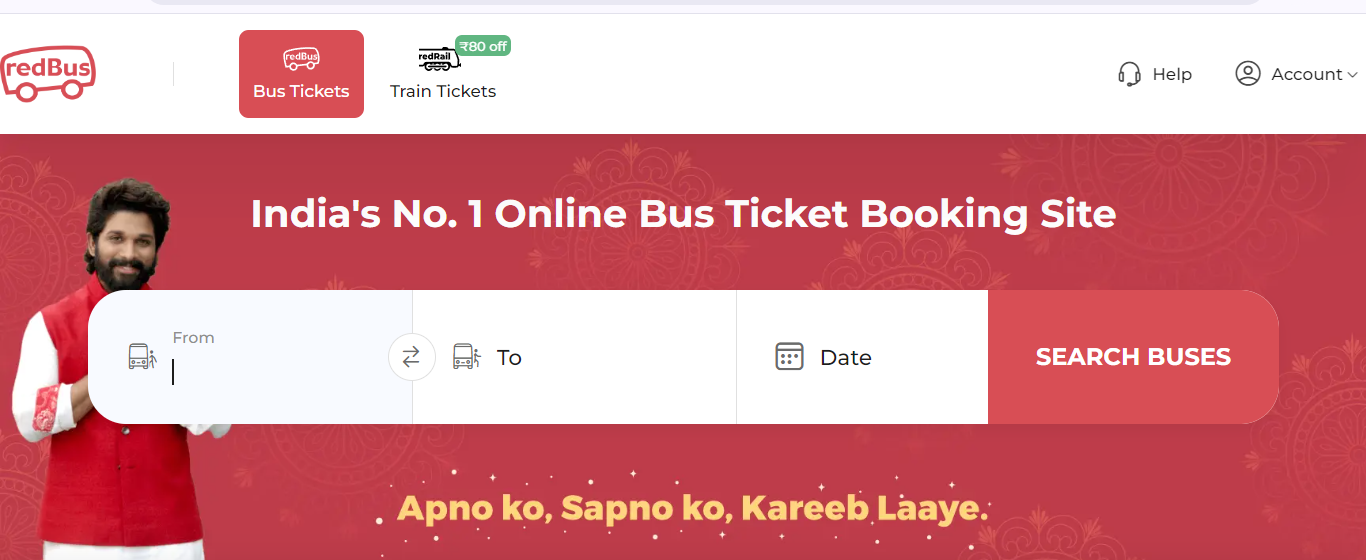 redBus
redBus
Bus Tickets
redRail
₹80 off
Train Tickets
Help
Account
India's No. 1 Online Bus Ticket Booking Site
From
To
Date
SEARCH BUSES
Apno ko, Sapno ko, Kareeb Laaye.